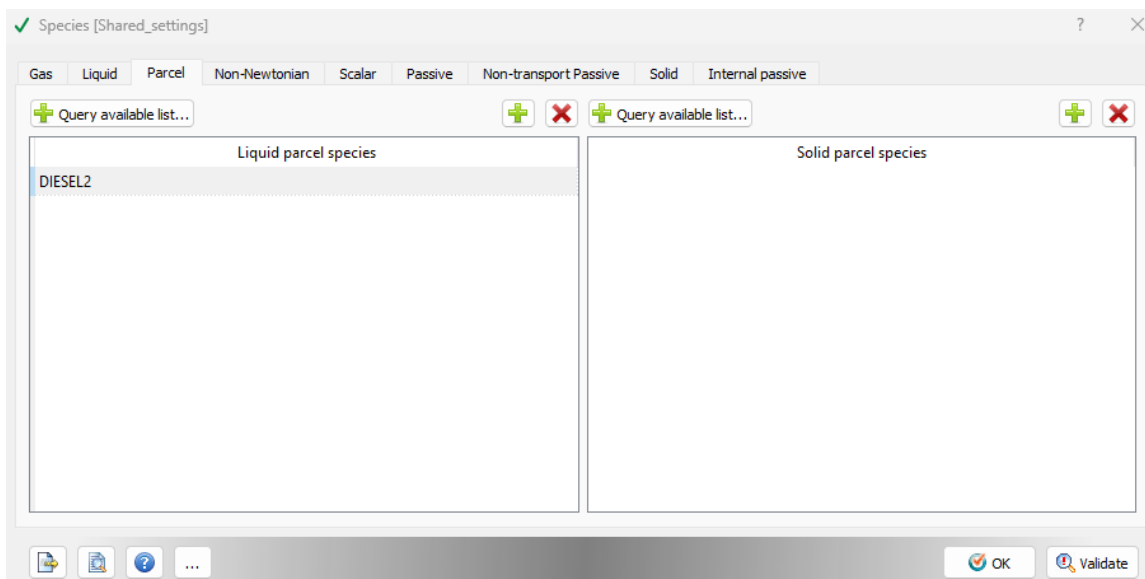 Species [Shared_settings]
?
Gas Liquid Parcel Non-Newtonian Scalar Passive Non-transport Passive Solid Internal passive
Query available list... Query available list...
Liquid parcel species Solid parcel species
DIESEL2
? ... OK Validate